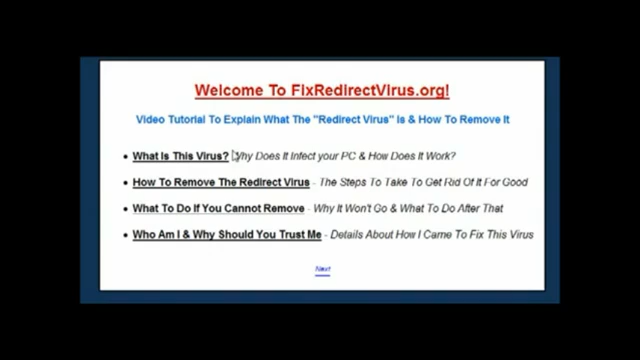 Welcome To FixRedirectVirus.org!
Video Tutorial To Explain What The "Redirect Virus" Is & How To Remove It
• What Is This Virus? Why Does It Infect your PC & How Does It Work?
• How To Remove The Redirect Virus - The Steps To Take To Get Rid Of It For Good
• What To Do If You Cannot Remove - Why It Won't Go & What To Do After That
• Who Am I & Why Should You Trust Me - Details About How I Came To Fix This Virus
Next